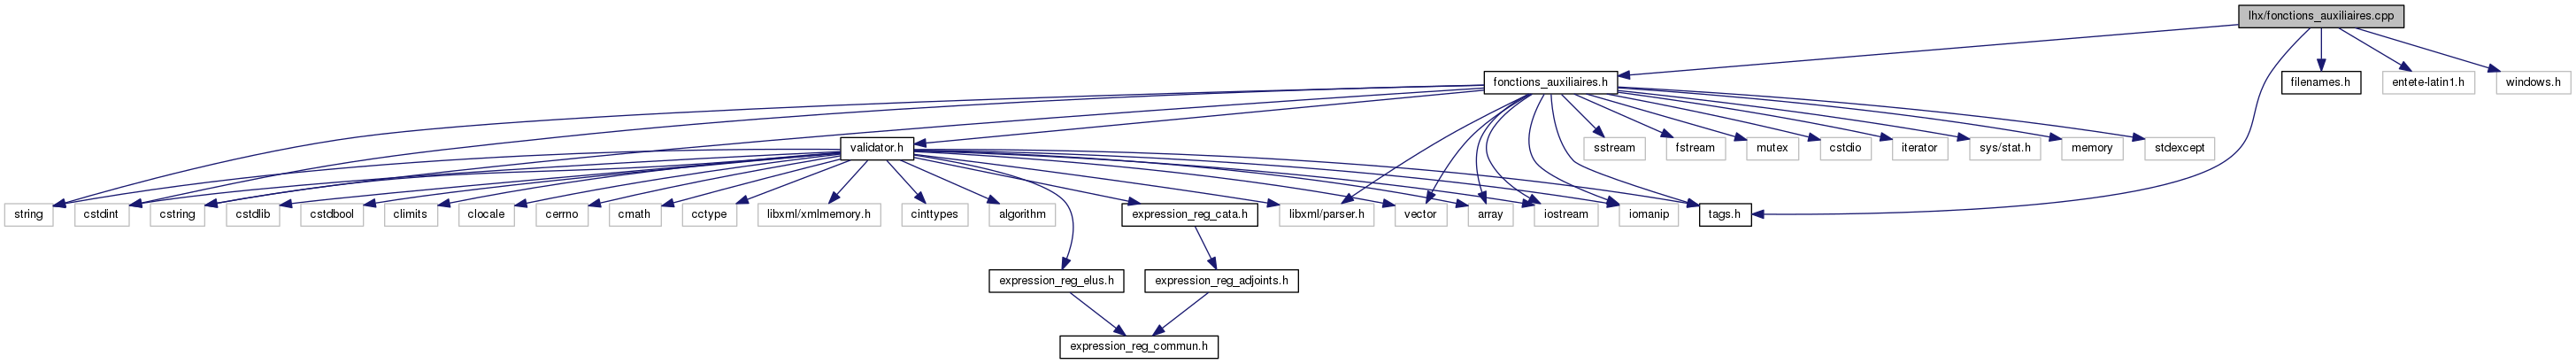 lhx/fonctions_auxiliaires.cpp
fonctions_auxiliaires.h
filenames.h
entete-latin1.h
windows.h
validator.h
sstream
fstream
mutex
cstdio
iterator
sys/stat.h
memory
stdexcept
string
cstdint
cstring
cstdlib
cstdbool
climits
clocale
cerrno
cmath
cctype
libxml/xmlmemory.h
cinttypes
algorithm
expression_reg_cata.h
libxml/parser.h
vector
array
iostream
iomanip
tags.h
expression_reg_elus.h
expression_reg_adjoints.h
expression_reg_commun.h